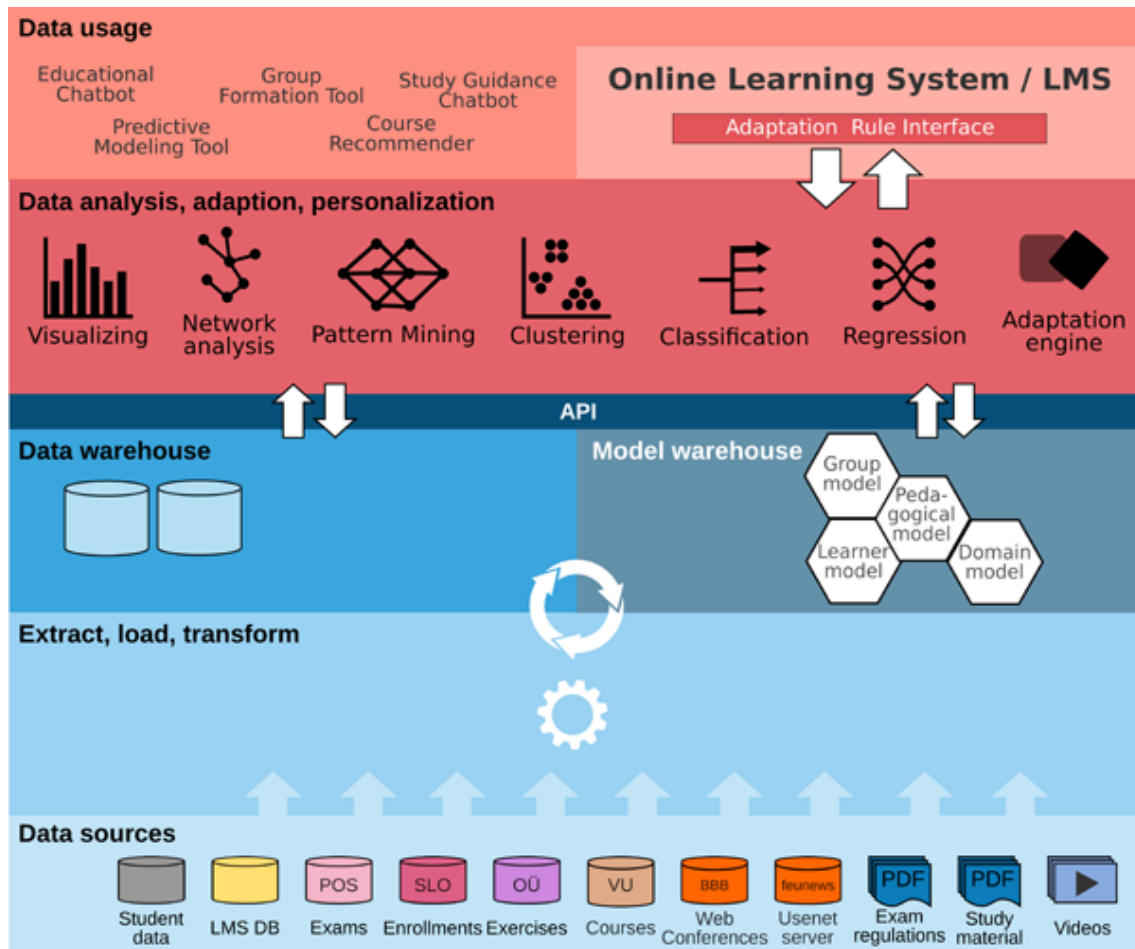 Data usage
Educational
Chatbot
Group
Formation Tool
Study Guidance
Chatbot
Predictive
Modeling Tool
Course
Recommender
Online Learning System / LMS
Adaptation Rule Interface
Data analysis, adaption, personalization
Visualizing
Network
analysis
Pattern Mining
Clustering
Classification
Regression
Adaptation
engine
API
Data warehouse
Model warehouse
Group
model
Peda-
gogical
model
Learner
model
Domain
model
Extract, load, transform
Data sources
Student
data
LMS DB
POS
Exams
SLO
Enrollments
OÜ
Exercises
VU
Courses
BBB
Web
Conferences
feunews
Usenet
server
PDF
Exam
regulations
PDF
Study
material
Videos